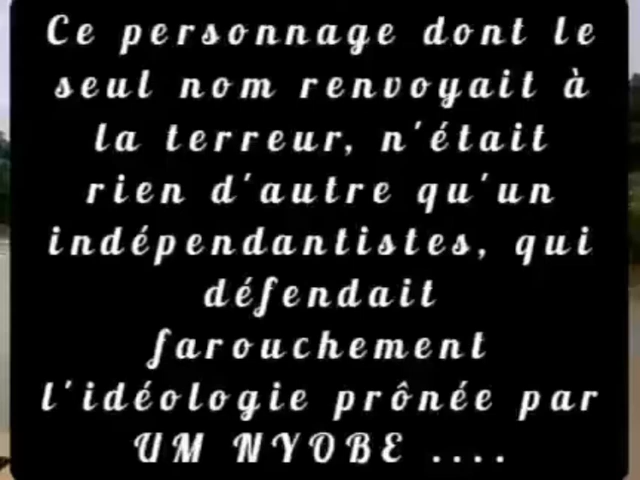 Ce personnage dont le
seul nom renvoyait à
la terreur, n'était
rien d'autre qu'un
indépendantistes, qui
défendait
farouchement
l'idéologie prônée par
UM NYOBE ....